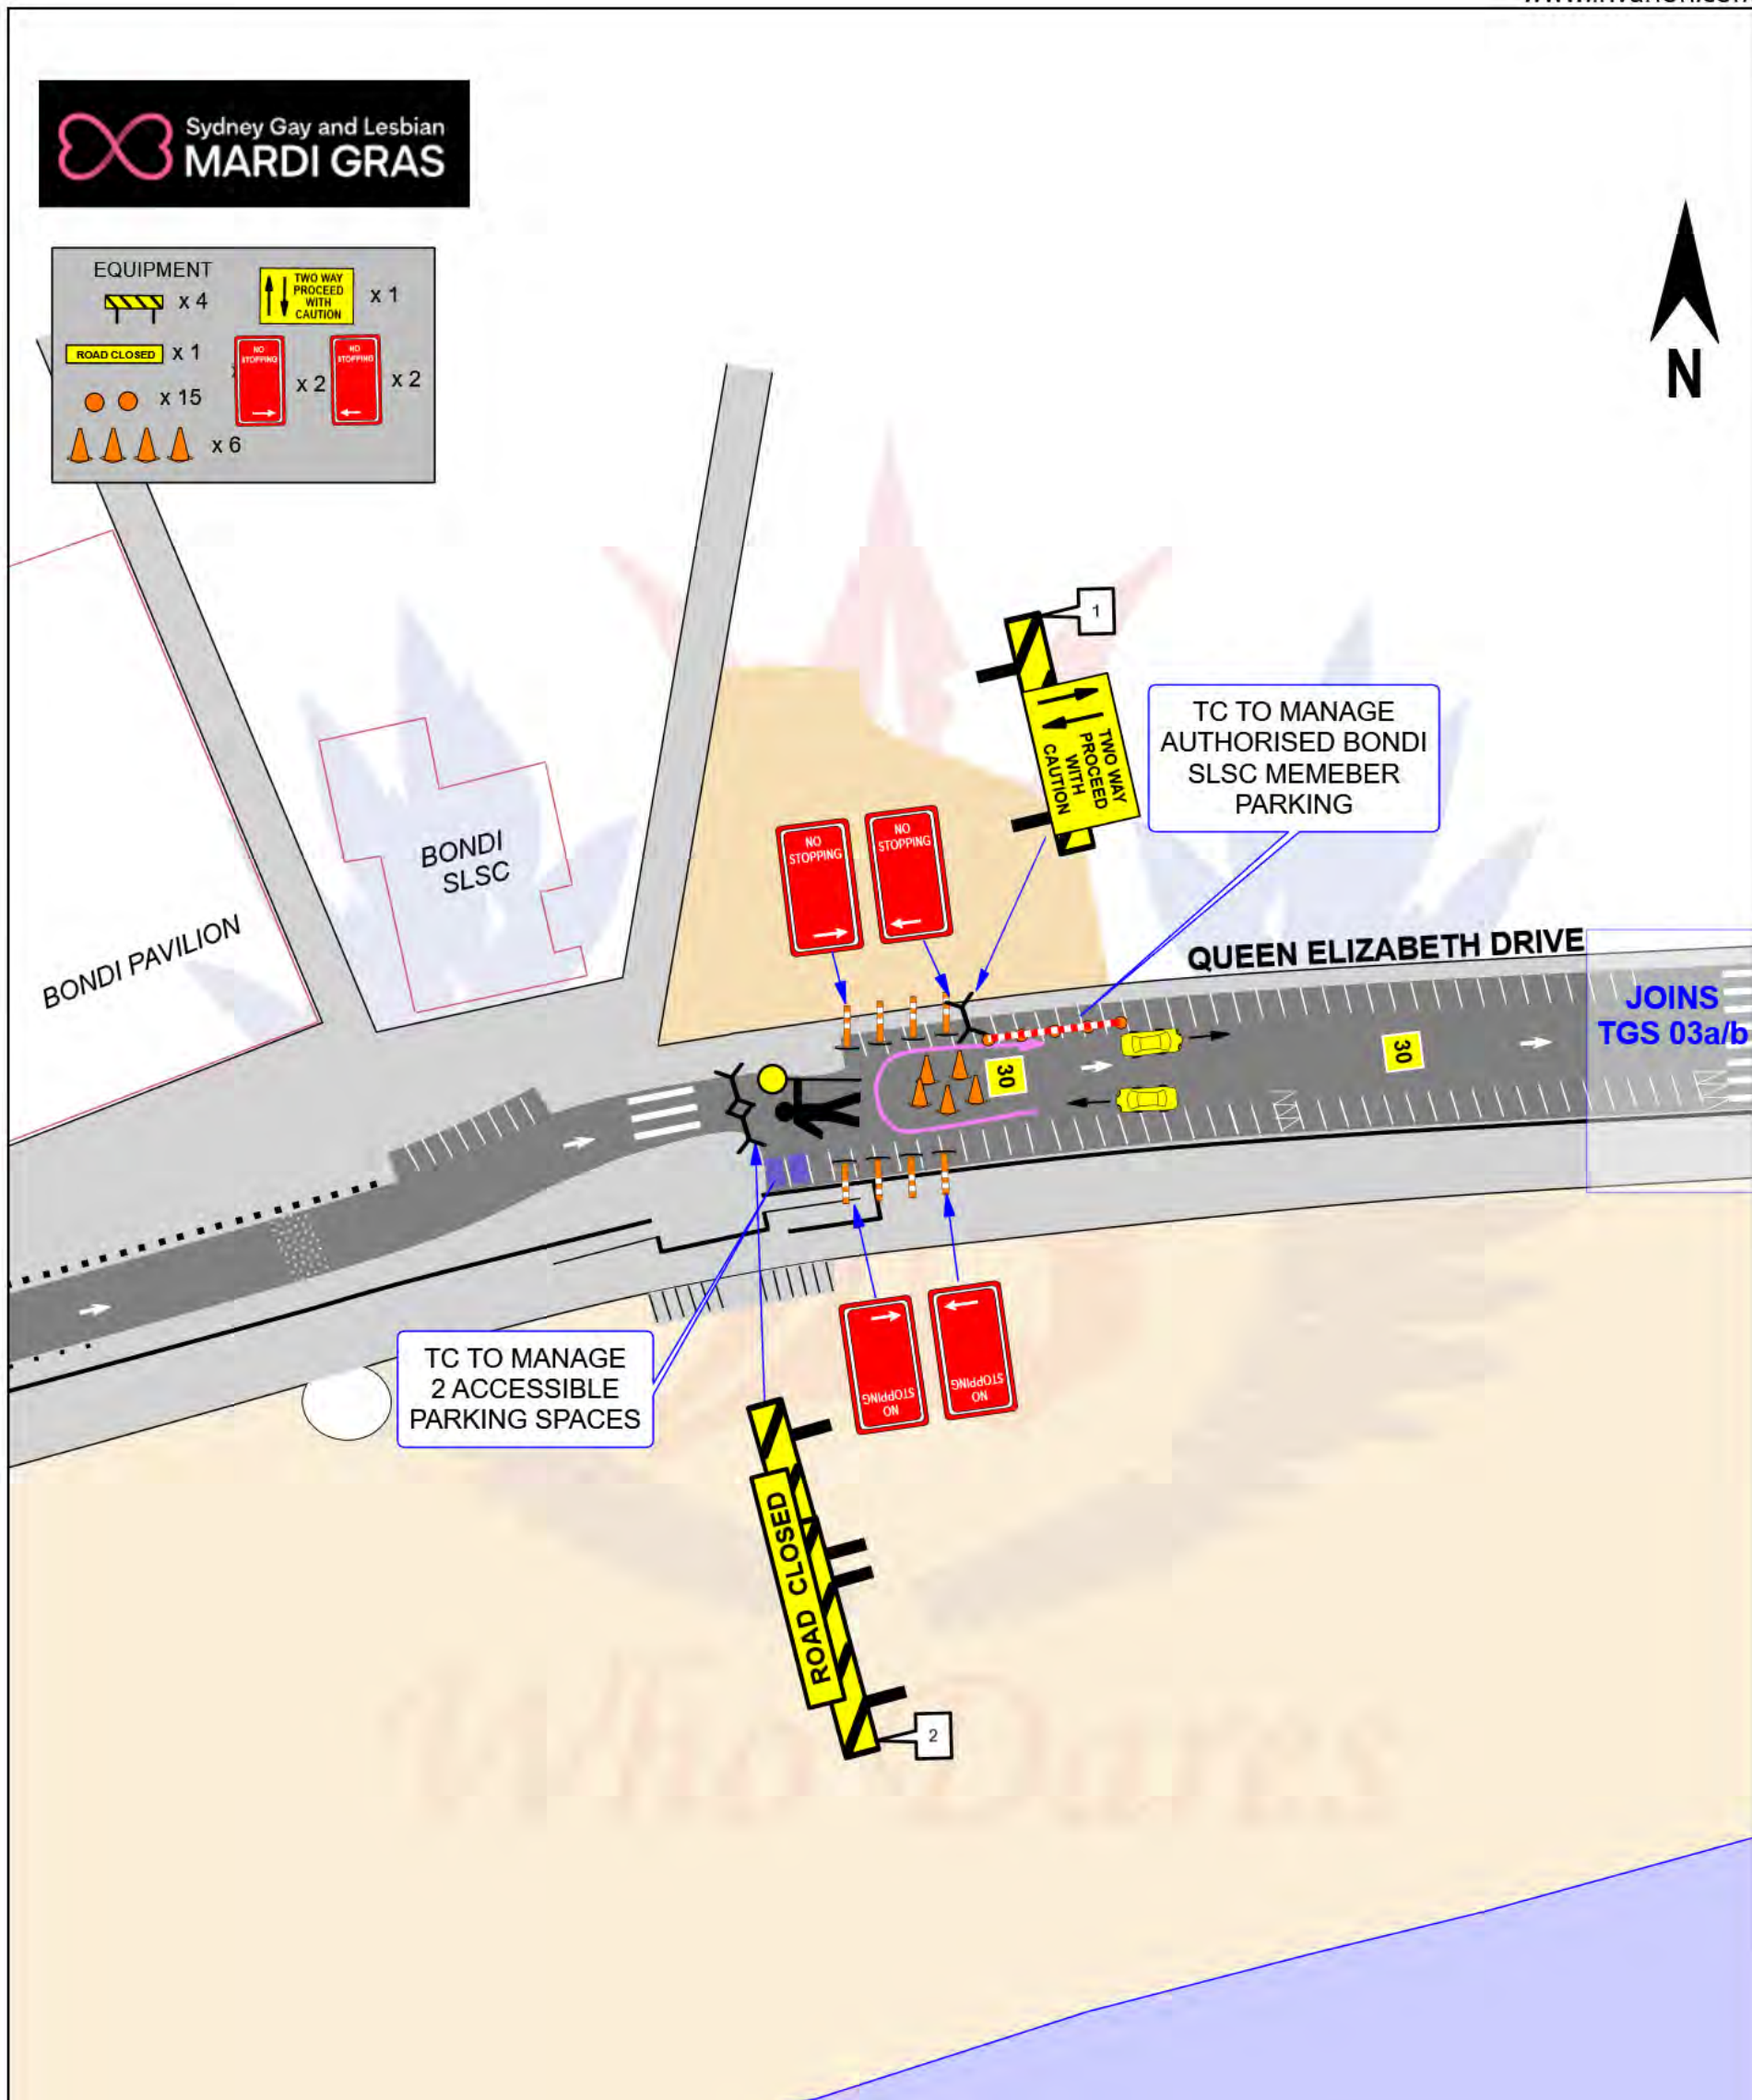 Sydney Gay and Lesbian
MARDI GRAS
EQUIPMENT
x 4
TWO WAY
PROCEED
WITH
CAUTION
x 1
ROAD CLOSED
x 1
NO
STOPPING
x 2
NO
STOPPING
x 2
x 15
x 6
N
1
TWO WAY
PROCEED
WITH
CAUTION
TC TO MANAGE
AUTHORISED BONDI
SLSC MEMEBER
PARKING
NO
STOPPING
NO
STOPPING
BONDI
SLSC
BONDI PAVILION
QUEEN ELIZABETH DRIVE
JOINS
TGS 03a/b
30
30
NO
STOPPING
NO
STOPPING
TC TO MANAGE
2 ACCESSIBLE
PARKING SPACES
ROAD CLOSED
2
Who Dares